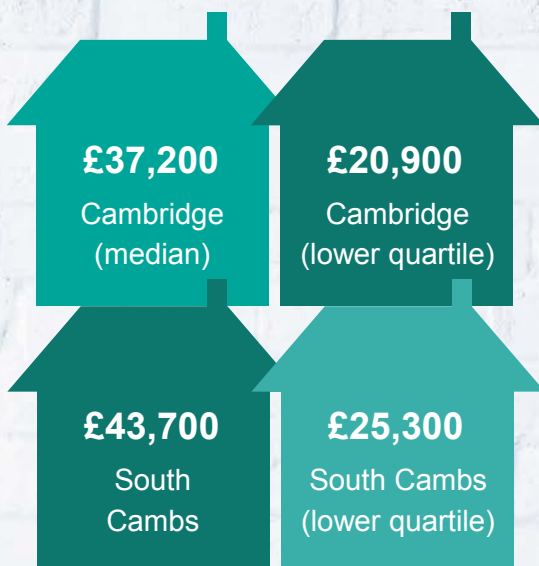 £37,200
Cambridge
(median)
£20,900
Cambridge
(lower quartile)
£43,700
South
Cambs
£25,300
South Cambs
(lower quartile)